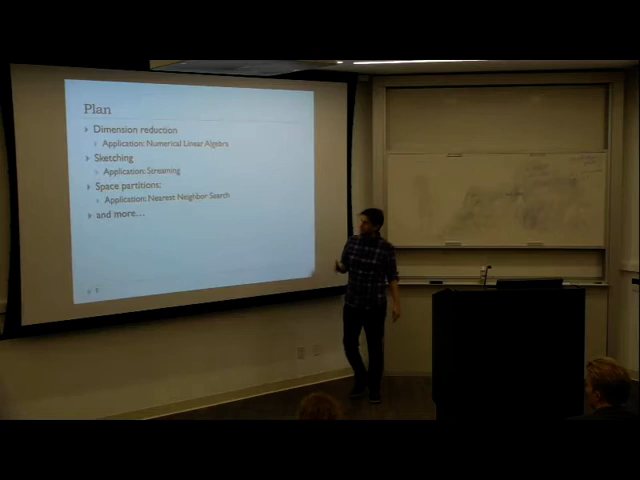 Plan
Dimension reduction
Application: Numerical Linear Algebra
Sketching
Application: Streaming
Space partitions:
Application: Nearest Neighbor Search
and more...